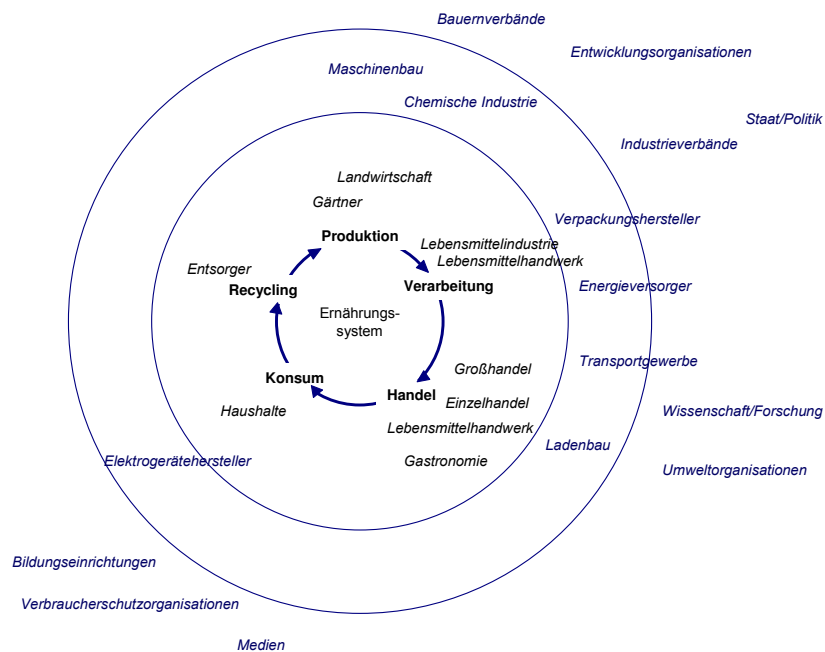 Bauernverbände
Entwicklungsorganisationen
Maschinenbau
Chemische Industrie
Staat/Politik
Industrieverbände
Landwirtschaft
Gärtner
Verpackungshersteller
Produktion
Lebensmittelindustrie
Lebensmittelhandwerk
Entsorger
Recycling
Verarbeitung
Energieversorger
Ernährungs-
system
Transportgewerbe
Großhandel
Konsum
Handel
Einzelhandel
Haushalte
Wissenschaft/Forschung
Lebensmittelhandwerk
Ladenbau
Elektrogerätehersteller
Gastronomie
Umweltorganisationen
Bildungseinrichtungen
Verbraucherschutzorganisationen
Medien